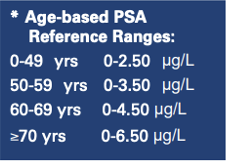 * Age-based PSA
Reference Ranges:
0-49 yrs 0-2.50 µg/L
50-59 yrs 0-3.50 µg/L
60-69 yrs 0-4.50 µg/L
≥70 yrs 0-6.50 µg/L